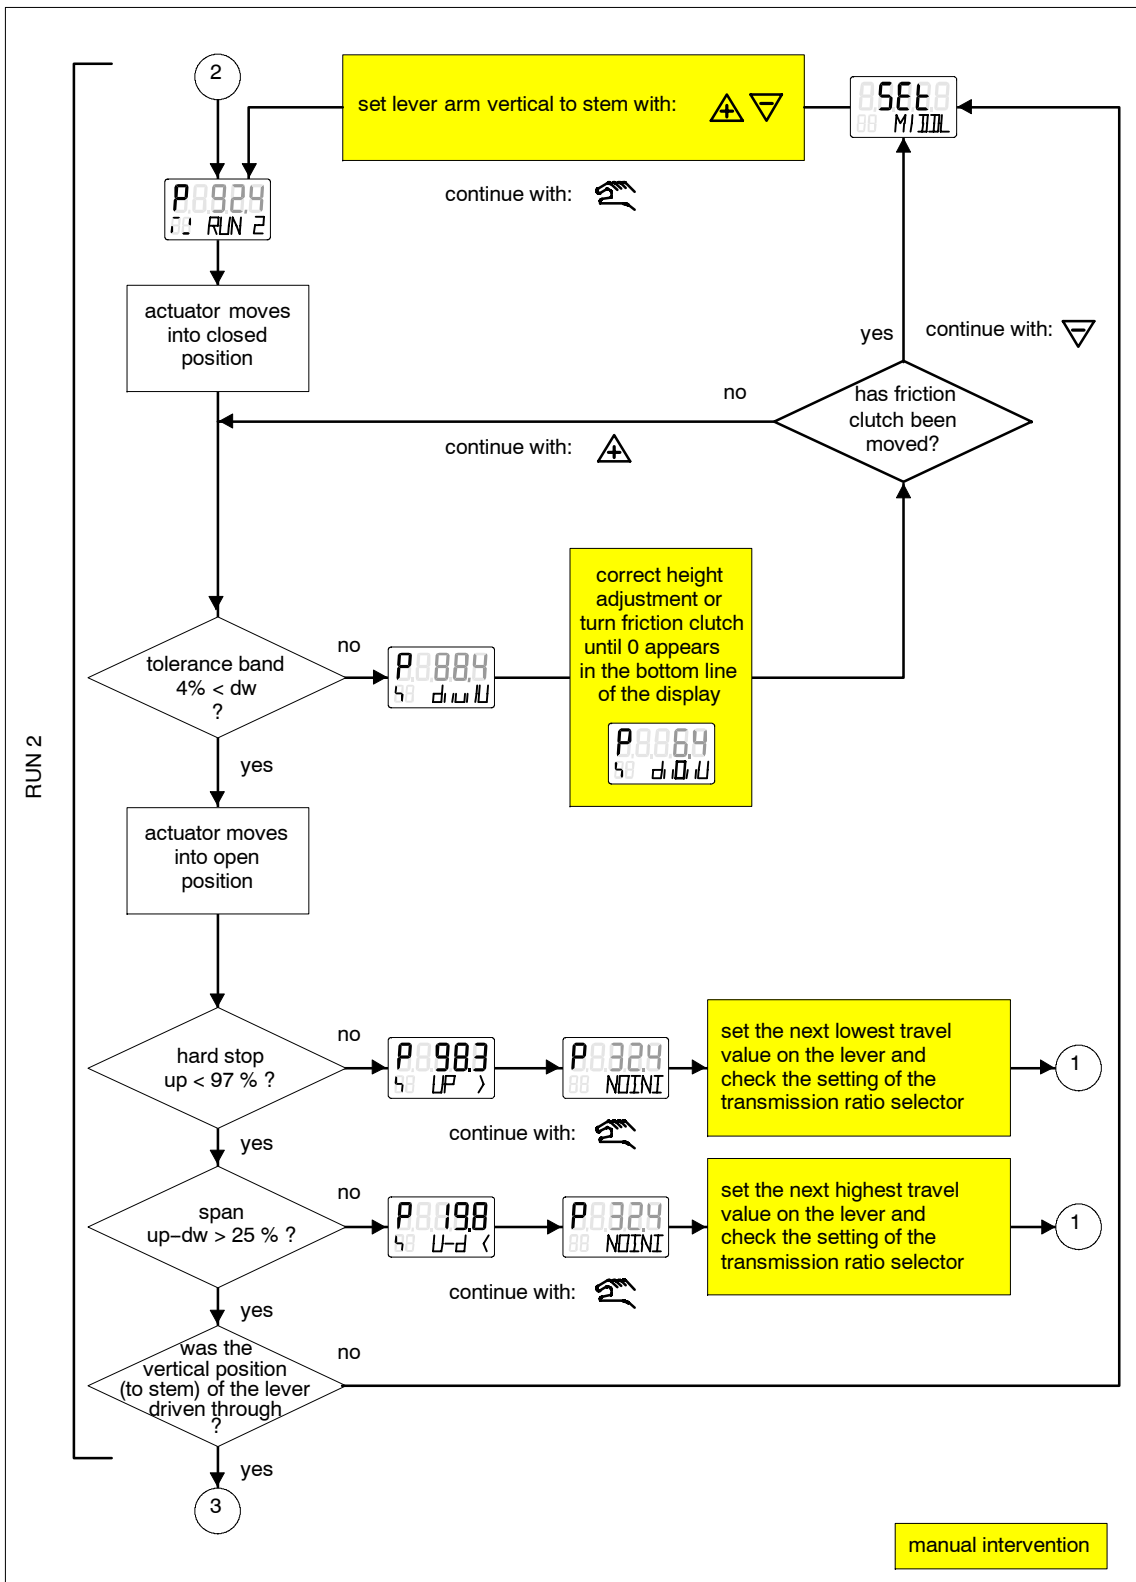 2
set lever arm vertical to stem with: + −
SEt
MIDDL
continue with:
P 92.4
RUN 2
actuator moves
into closed
position
yes
continue with: −
no
has friction
clutch been
moved?
continue with: +
correct height
adjustment or
turn friction clutch
until 0 appears
in the bottom line
of the display
P 6.4
tolerance band
4% < dw
?
no
P 88.4
yes
RUN 2
actuator moves
into open
position
hard stop
up < 97 % ?
no
P 98.3
UP >
P 32.4
NOINI
set the next lowest travel
value on the lever and
check the setting of the
transmission ratio selector
1
continue with:
yes
span
up–dw > 25 % ?
no
P 19.8
U-d <
P 32.4
NOINI
set the next highest travel
value on the lever and
check the setting of the
transmission ratio selector
1
continue with:
yes
was the
vertical position
(to stem) of the lever
driven through
?
no
yes
3
manual intervention